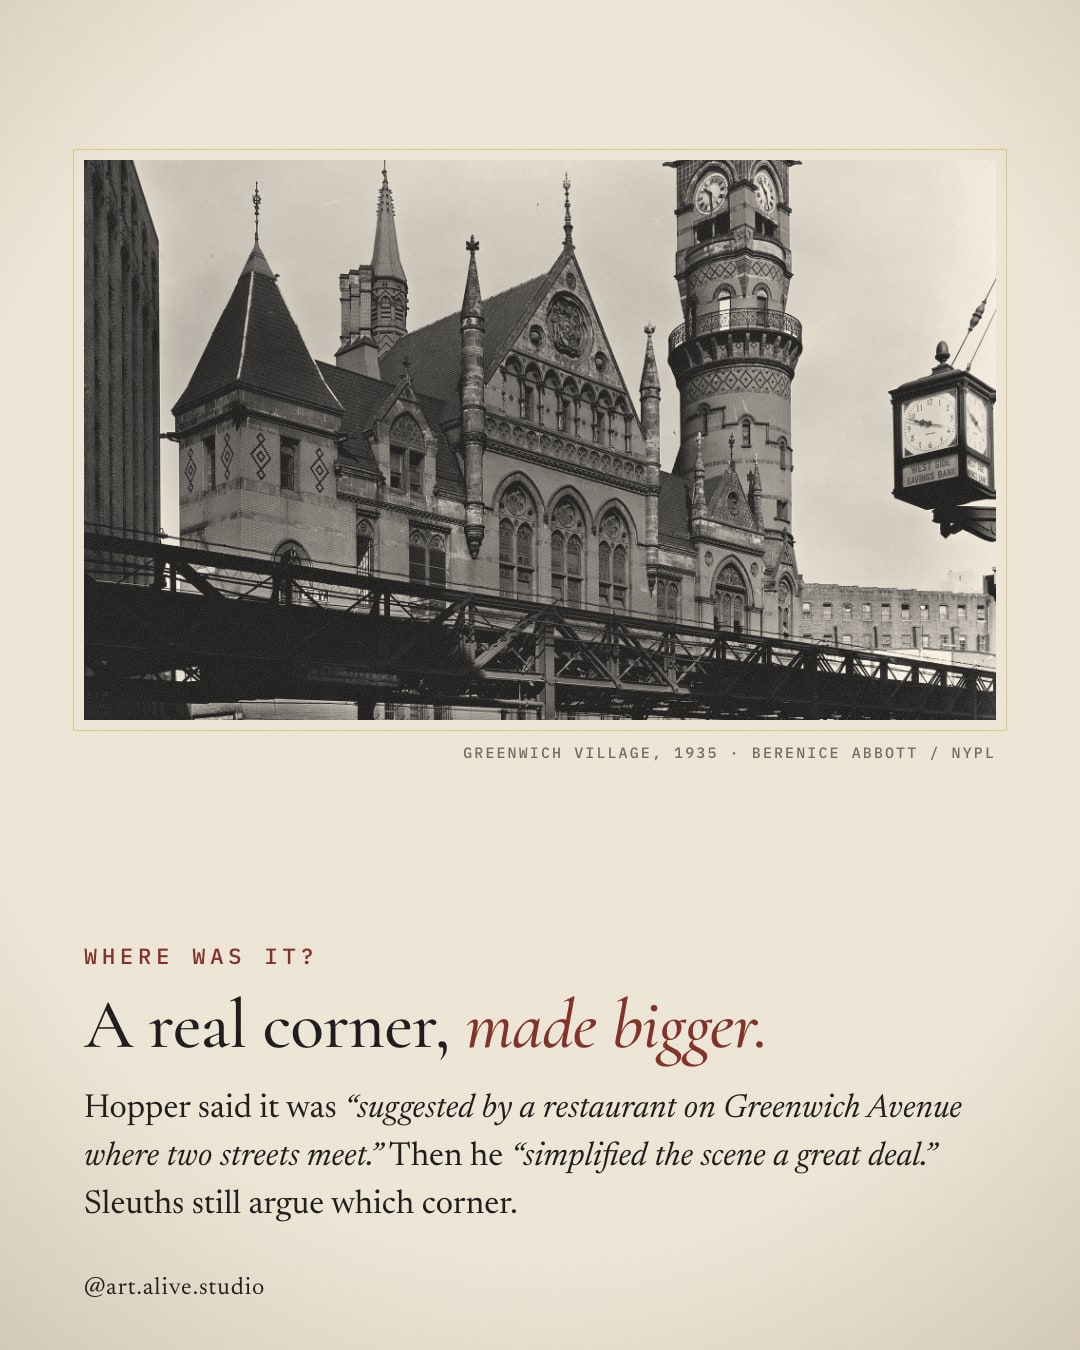 WEST SIDE
SAVINGS BANK
GREENWICH VILLAGE, 1935 · BERENICE ABBOTT / NYPL
WHERE WAS IT?
A real corner, made bigger.
Hopper said it was “suggested by a restaurant on Greenwich Avenue
where two streets meet.” Then he “simplified the scene a great deal.”
Sleuths still argue which corner.
@art.alive.studio